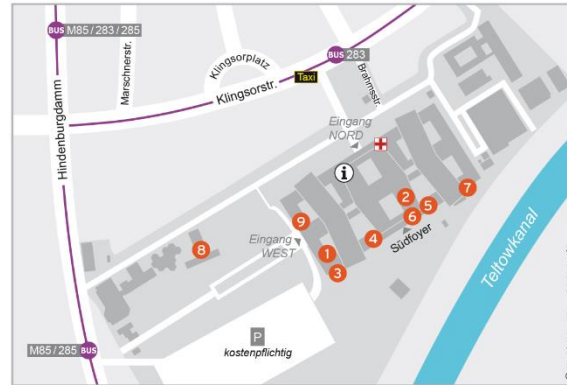 BUS M85 / 283 / 285
Marschnerstr.
Klingsorplatz
BUS 283
Taxi
Klingsorstr.
Brahmsstr.
Hindenburgdamm
Eingang
NORD
i
7
2
5
6
9
Südfoyer
4
8
Eingang
WEST
1
3
Teltowkanal
P
kostenpflichtig
M85 / 285 BUS